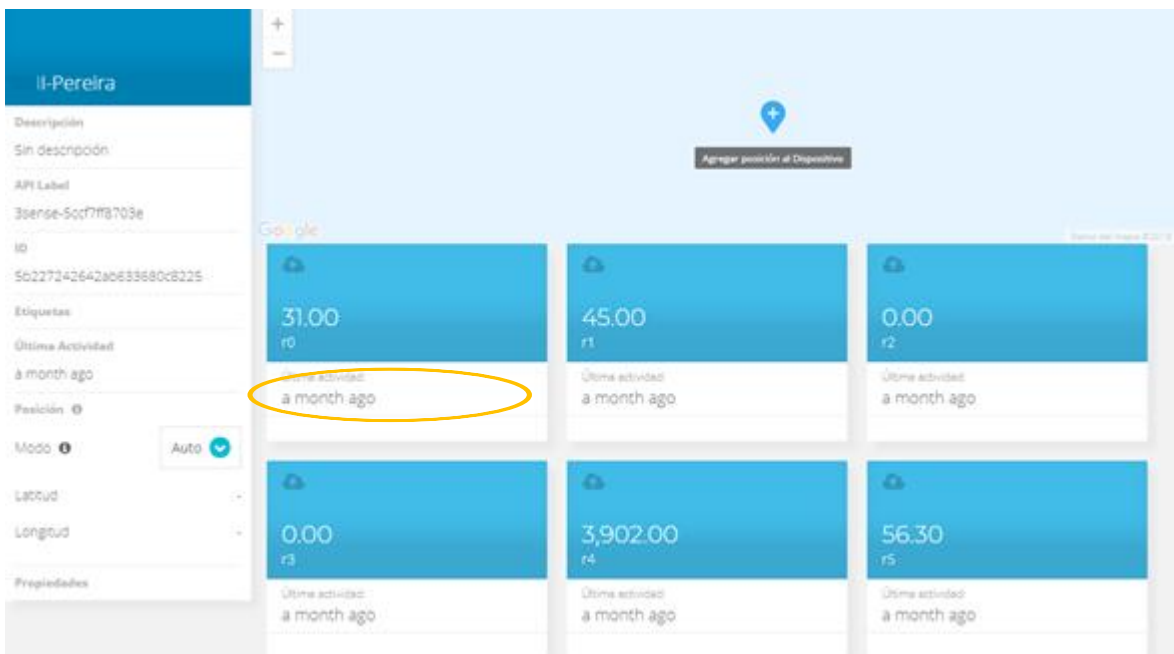 ll-Pereira
Descripción
Sin descripción
API Label
3sense-5ccf7ff8703e
ID
5b227242642ab633680c8225
Etiquetas
Última Actividad
a month ago
Posición
Modo
Auto
Latitud
-
Longitud
-
Propiedades
+
−
Agregar posición al Dispositivo
Google
31.00
r0
Última actividad:
a month ago
45.00
r1
Última actividad:
a month ago
0.00
r2
Última actividad:
a month ago
0.00
r3
Última actividad:
a month ago
3,902.00
r4
Última actividad:
a month ago
56.30
r5
Última actividad:
a month ago